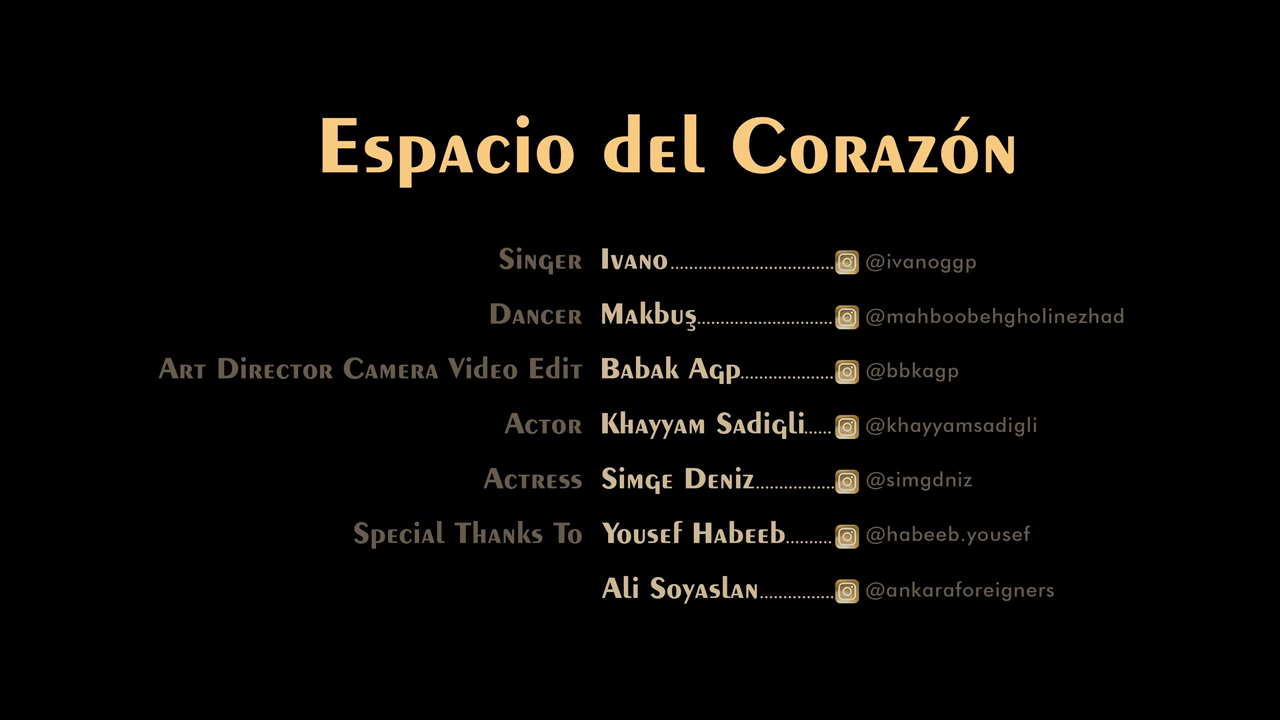 Espacio del Corazón
Singer Ivano.................................. @ivanoggp
Dancer Makbuş............................ @mahboobehgholinezhad
Art Director Camera Video Edit Babak Agp................... @bbkagp
Actor Khayyam Sadigli...... @khayyamsadigli
Actress Simge Deniz................. @simgdniz
Special Thanks To Yousef Habeeb.......... @habeeb.yousef
Ali Soyaslan................ @ankaraforeigners